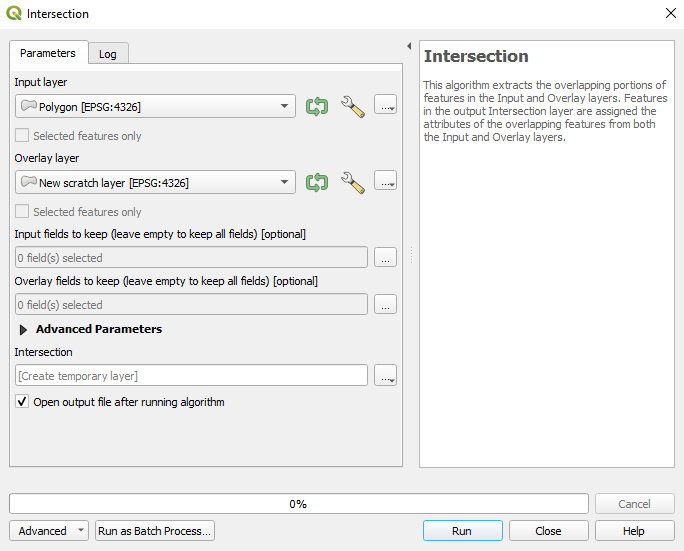 Intersection
Parameters
Log
Input layer
Polygon [EPSG:4326]
...
Selected features only
Overlay layer
New scratch layer [EPSG:4326]
...
Selected features only
Input fields to keep (leave empty to keep all fields) [optional]
0 field(s) selected
...
Overlay fields to keep (leave empty to keep all fields) [optional]
0 field(s) selected
...
Advanced Parameters
Intersection
[Create temporary layer]
...
Open output file after running algorithm
Intersection
This algorithm extracts the overlapping portions of
features in the Input and Overlay layers. Features
in the output Intersection layer are assigned the
attributes of the overlapping features from both
the Input and Overlay layers.
0%
Cancel
Advanced
Run as Batch Process...
Run
Close
Help